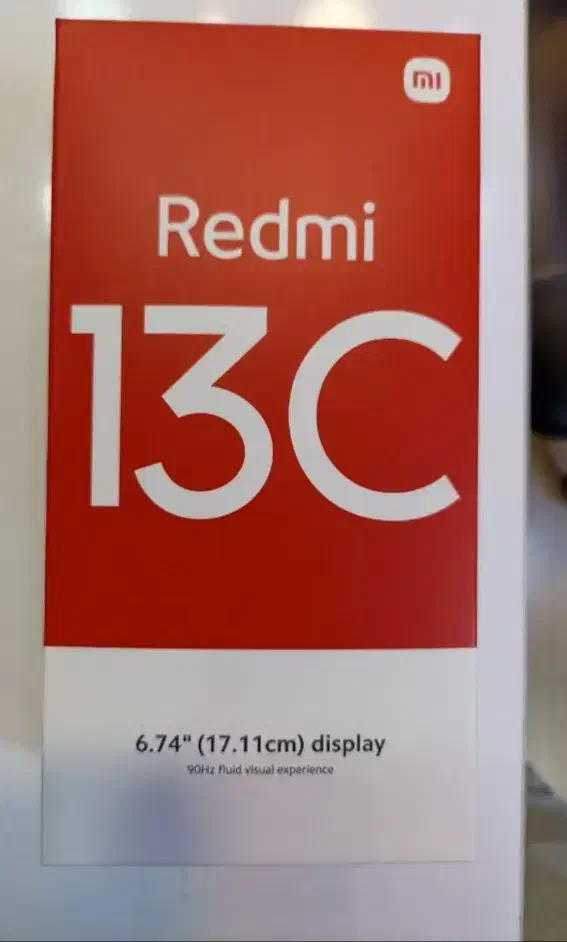 mi
Redmi
13C
6.74" (17.11cm) display
90Hz fluid visual experience